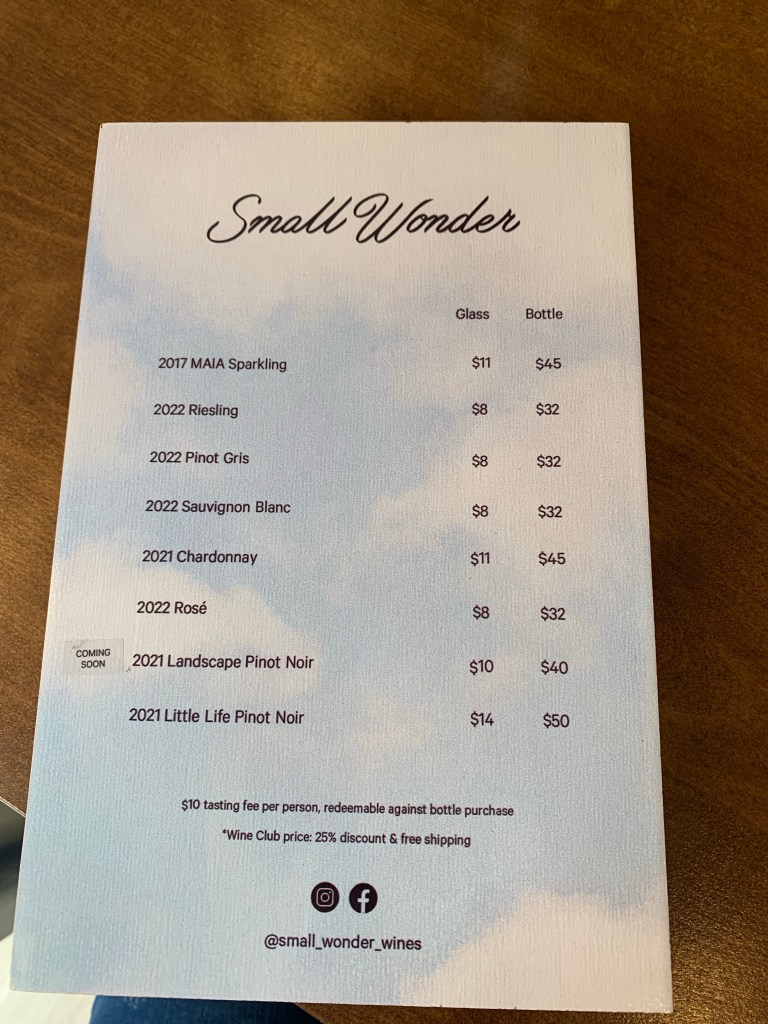 Small Wonder
Glass Bottle
2017 MAIA Sparkling $11 $45
2022 Riesling $8 $32
2022 Pinot Gris $8 $32
2022 Sauvignon Blanc $8 $32
2021 Chardonnay $11 $45
2022 Rosé $8 $32
COMING
SOON
2021 Landscape Pinot Noir $10 $40
2021 Little Life Pinot Noir $14 $50
$10 tasting fee per person, redeemable against bottle purchase
*Wine Club price: 25% discount & free shipping
@small_wonder_wines